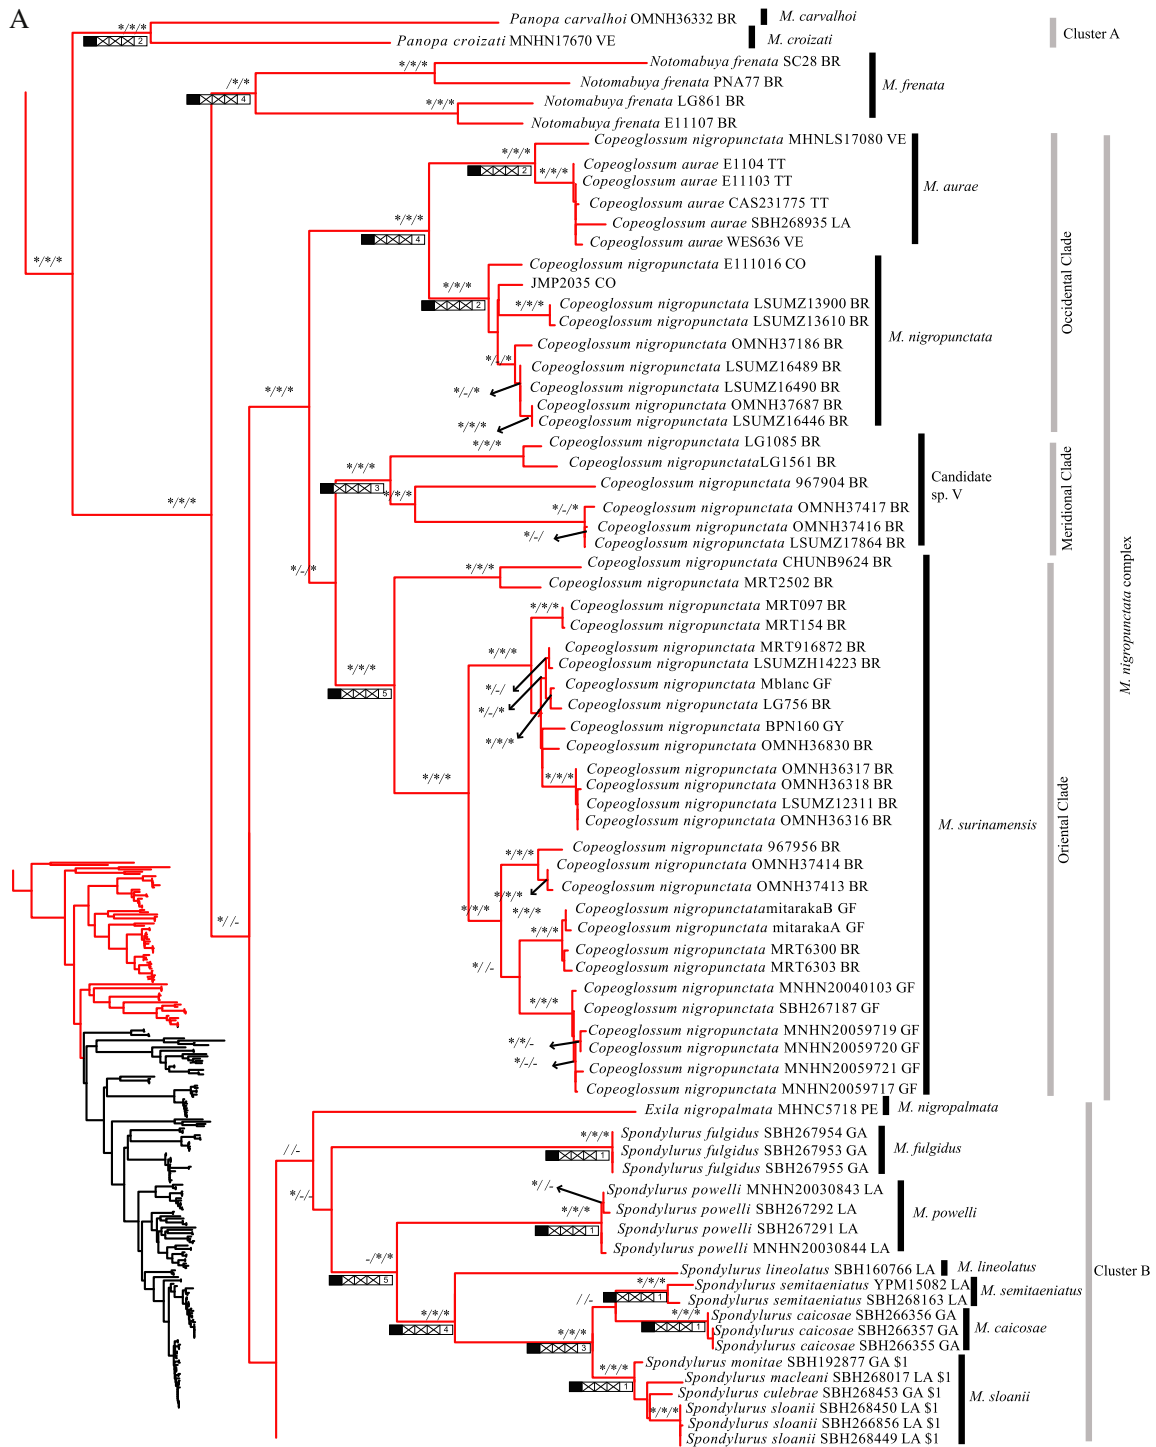 A
Panopa carvalhoi OMNH36332 BR
M. carvalhoi
Panopa croizati MNHN17670 VE
M. croizati
Cluster A
*/*/*
2
Notomabuya frenata SC28 BR
Notomabuya frenata PNA77 BR
Notomabuya frenata LG861 BR
Notomabuya frenata E11107 BR
M. frenata
*/*/*
/*/*
4
*/*/*
Copeoglossum nigropunctata MHNLS17080 VE
Copeoglossum aurae E1104 TT
Copeoglossum aurae E11103 TT
Copeoglossum aurae CAS231775 TT
Copeoglossum aurae SBH268935 LA
Copeoglossum aurae WES636 VE
M. aurae
*/*/*
2
*/*/*
*/*/*
4
Copeoglossum nigropunctata E111016 CO
JMP2035 CO
Copeoglossum nigropunctata LSUMZ13900 BR
Copeoglossum nigropunctata LSUMZ13610 BR
Copeoglossum nigropunctata OMNH37186 BR
Copeoglossum nigropunctata LSUMZ16489 BR
Copeoglossum nigropunctata LSUMZ16490 BR
Copeoglossum nigropunctata OMNH37687 BR
Copeoglossum nigropunctata LSUMZ16446 BR
M. nigropunctata
Occidental Clade
*/*/*
*/*/*
2
*/*/*
*/-/*
*/-/*
*/*/*
*/*/*
Copeoglossum nigropunctata LG1085 BR
Copeoglossum nigropunctataLG1561 BR
Copeoglossum nigropunctata 967904 BR
Copeoglossum nigropunctata OMNH37417 BR
Copeoglossum nigropunctata OMNH37416 BR
Copeoglossum nigropunctata LSUMZ17864 BR
Candidate
sp. V
Meridional Clade
*/*/*
*/*/*
3
*/*/*
*/-/*
*/-/
*/*/*
*/-/*
Copeoglossum nigropunctata CHUNB9624 BR
Copeoglossum nigropunctata MRT2502 BR
Copeoglossum nigropunctata MRT097 BR
Copeoglossum nigropunctata MRT154 BR
Copeoglossum nigropunctata MRT916872 BR
Copeoglossum nigropunctata LSUMZH14223 BR
Copeoglossum nigropunctata Mblanc GF
Copeoglossum nigropunctata LG756 BR
Copeoglossum nigropunctata BPN160 GY
Copeoglossum nigropunctata OMNH36830 BR
Copeoglossum nigropunctata OMNH36317 BR
Copeoglossum nigropunctata OMNH36318 BR
Copeoglossum nigropunctata LSUMZ12311 BR
Copeoglossum nigropunctata OMNH36316 BR
Copeoglossum nigropunctata 967956 BR
Copeoglossum nigropunctata OMNH37414 BR
Copeoglossum nigropunctata OMNH37413 BR
Copeoglossum nigropunctatamitarakaB GF
Copeoglossum nigropunctata mitarakaA GF
Copeoglossum nigropunctata MRT6300 BR
Copeoglossum nigropunctata MRT6303 BR
Copeoglossum nigropunctata MNHN20040103 GF
Copeoglossum nigropunctata SBH267187 GF
Copeoglossum nigropunctata MNHN20059719 GF
Copeoglossum nigropunctata MNHN20059720 GF
Copeoglossum nigropunctata MNHN20059721 GF
Copeoglossum nigropunctata MNHN20059717 GF
M. surinamensis
Oriental Clade
M. nigropunctata complex
*/*/*
*/*/*
*/*/*
*/*/*
5
*/-/
*/-/*
*/*/*
*/*/*
*/*/*
*/*/*
*/*/*
*/*/*
*/*/*
*/*/*
*/ /-
*/*/*
*/*/-
*/-/-
*/ /-
Exila nigropalmata MHNC5718 PE
M. nigropalmata
Spondylurus fulgidus SBH267954 GA
Spondylurus fulgidus SBH267953 GA
Spondylurus fulgidus SBH267955 GA
M. fulgidus
/ /-
*/*/*
1
*/-/-
Spondylurus powelli MNHN20030843 LA
Spondylurus powelli SBH267292 LA
Spondylurus powelli SBH267291 LA
Spondylurus powelli MNHN20030844 LA
M. powelli
*/ /-
*/*/*
1
-/*/*
5
Spondylurus lineolatus SBH160766 LA
M. lineolatus
Spondylurus semitaeniatus YPM15082 LA
Spondylurus semitaeniatus SBH268163 LA
M. semitaeniatus
Spondylurus caicosae SBH266356 GA
Spondylurus caicosae SBH266357 GA
Spondylurus caicosae SBH266355 GA
M. caicosae
Cluster B
*/*/*
1
/ /-
*/*/*
1
*/*/*
4
*/*/*
3
Spondylurus monitae SBH192877 GA $1
Spondylurus macleani SBH268017 LA $1
Spondylurus culebrae SBH268453 GA $1
Spondylurus sloanii SBH268450 LA $1
Spondylurus sloanii SBH266856 LA $1
Spondylurus sloanii SBH268449 LA $1
M. sloanii
*/*/*
1
*/*/*